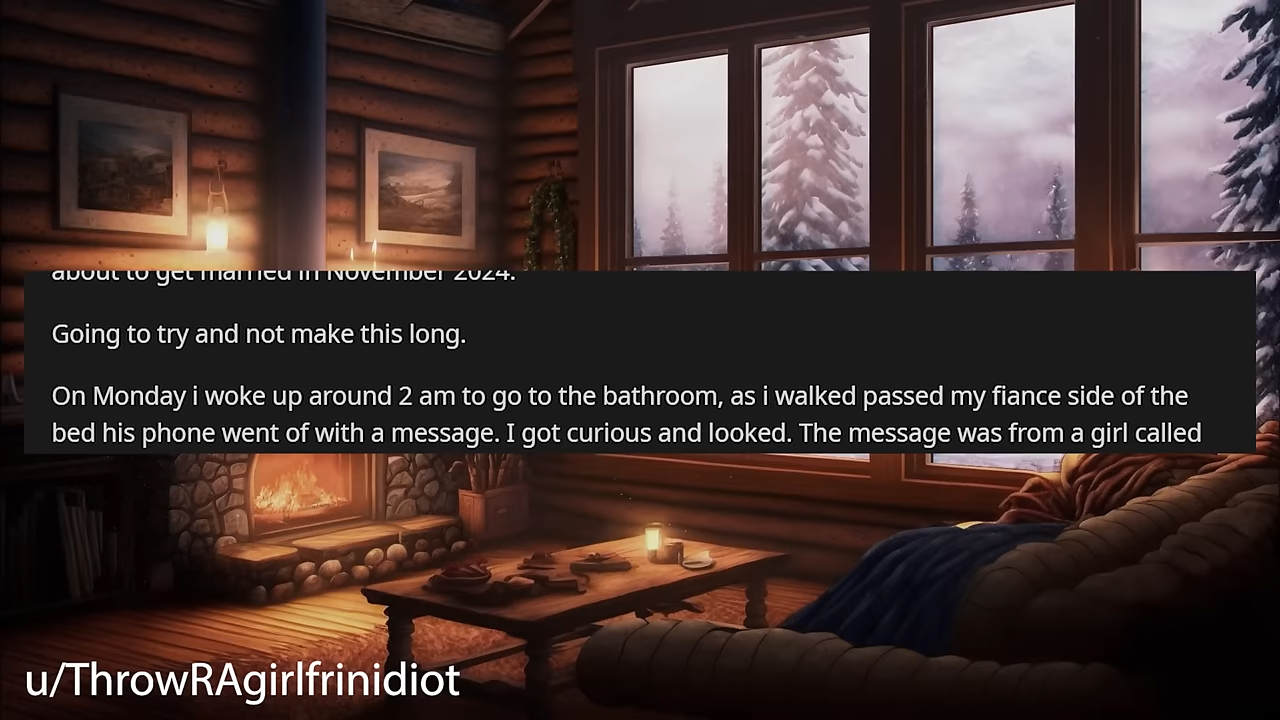 about to get married in November 2024.
Going to try and not make this long.
On Monday i woke up around 2 am to go to the bathroom, as i walked passed my fiance side of the
bed his phone went of with a message. I got curious and looked. The message was from a girl called
u/ThrowRAgirlfrinidiot